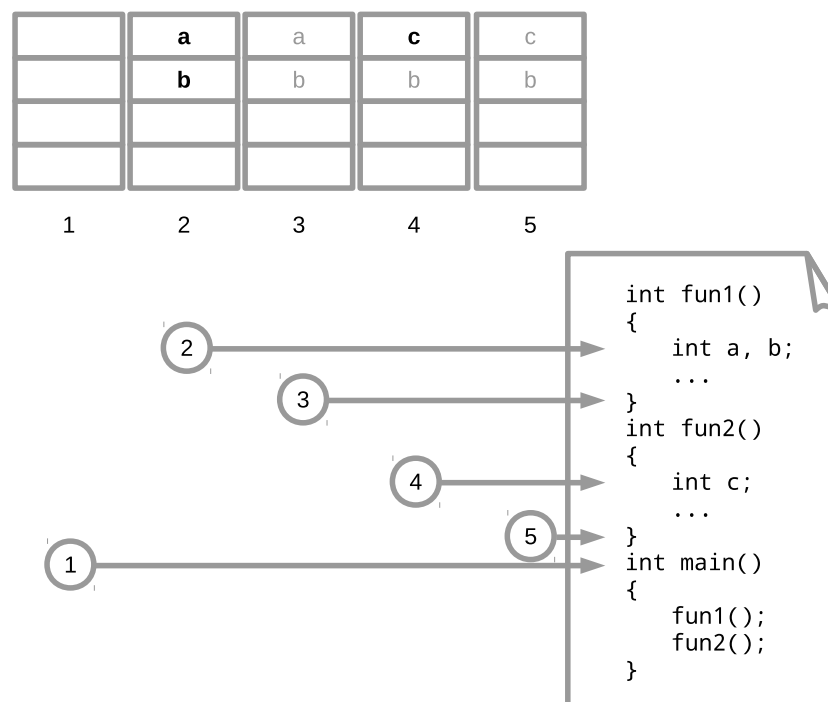 a a c c
b b b b
1 2 3 4 5
int fun1()
{
2
int a, b;
...
3
}
int fun2()
{
4
int c;
...
5
}
1
int main()
{
fun1();
fun2();
}